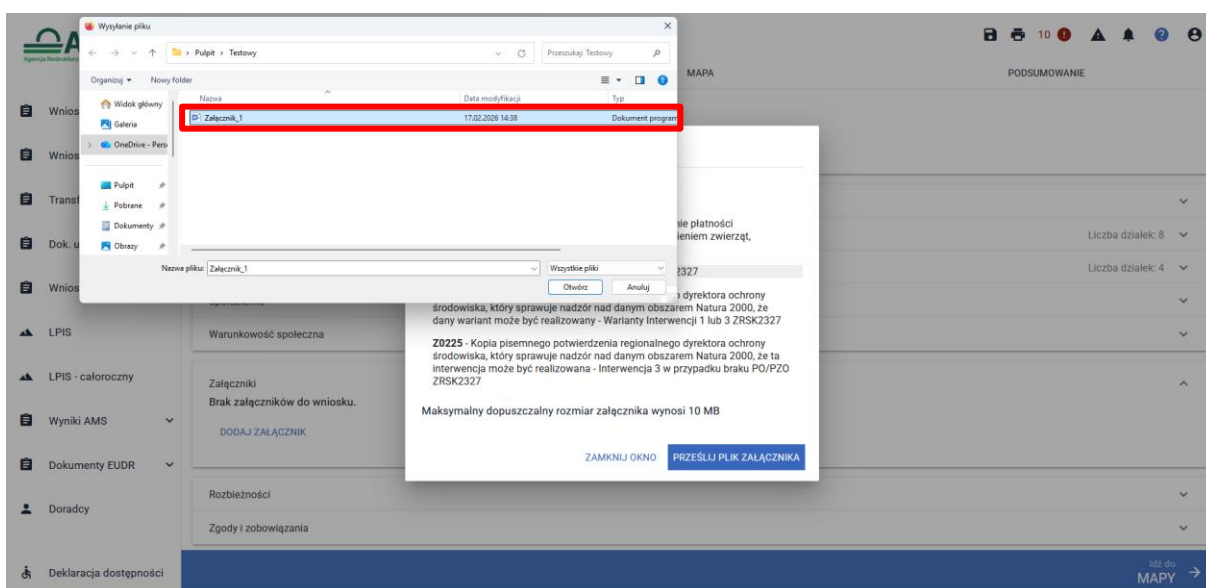 Wysyłanie pliku
Pulpit > Testowy
Przeszukaj: Testowy
Organizuj
Nowy folder
Widok główny
Galeria
OneDrive - Perso
Pulpit
Pobrane
Dokumenty
Obrazy
Nazwa
Data modyfikacji
Typ
Załącznik_1
17.02.2026 14:38
Dokument program
Nazwa pliku:
Załącznik_1
Wszystkie pliki
Otwórz
Anuluj
10
MAPA
PODSUMOWANIE
Wnios
Wnios
Transf
Dok. u
Wnios
LPIS
LPIS - całoroczny
Wyniki AMS
Dokumenty EUDR
Doradcy
Deklaracja dostępności
Liczba działek: 8
Liczba działek: 4
Warunkowość społeczna
Załączniki
Brak załączników do wniosku.
DODAJ ZAŁĄCZNIK
Rozbieżności
Zgody i zobowiązania
nie płatności
ieniem zwierząt,
2327
o dyrektora ochrony
środowiska, który sprawuje nadzór nad danym obszarem Natura 2000, że
dany wariant może być realizowany - Warianty Interwencji 1 lub 3 ZRSK2327
Z0225 - Kopia pisemnego potwierdzenia regionalnego dyrektora ochrony
środowiska, który sprawuje nadzór nad danym obszarem Natura 2000, że ta
interwencja może być realizowana - Interwencja 3 w przypadku braku PO/PZO
ZRSK2327
Maksymalny dopuszczalny rozmiar załącznika wynosi 10 MB
ZAMKNIJ OKNO
PRZEŚLIJ PLIK ZAŁĄCZNIKA
Idź do
MAPY